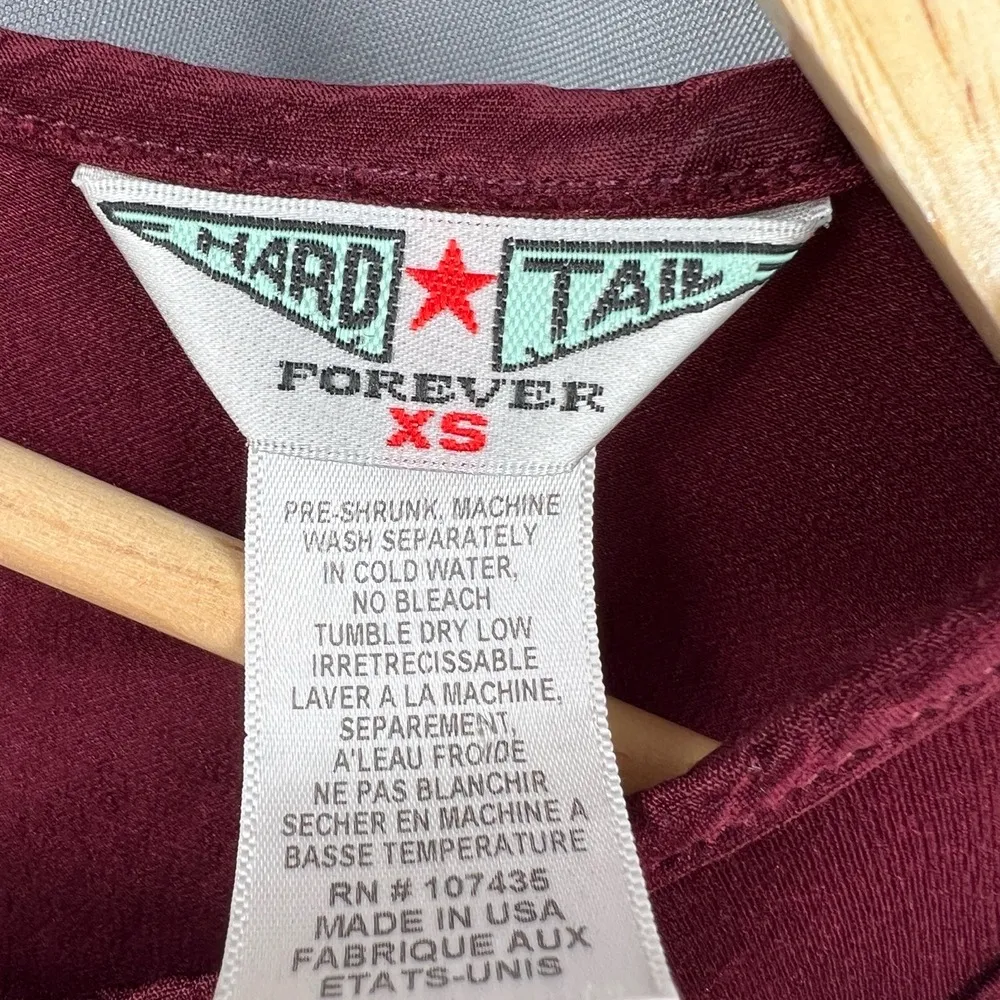 HARD TAIL
FOREVER
XS
PRE-SHRUNK, MACHINE
WASH SEPARATELY
IN COLD WATER,
NO BLEACH
TUMBLE DRY LOW
IRRETRECISSABLE
LAVER A LA MACHINE,
SEPAREMENT,
A'LEAU FROIDE
NE PAS BLANCHIR
SECHER EN MACHINE A
BASSE TEMPERATURE
RN # 107435
MADE IN USA
FABRIQUE AUX
ETATS-UNIS